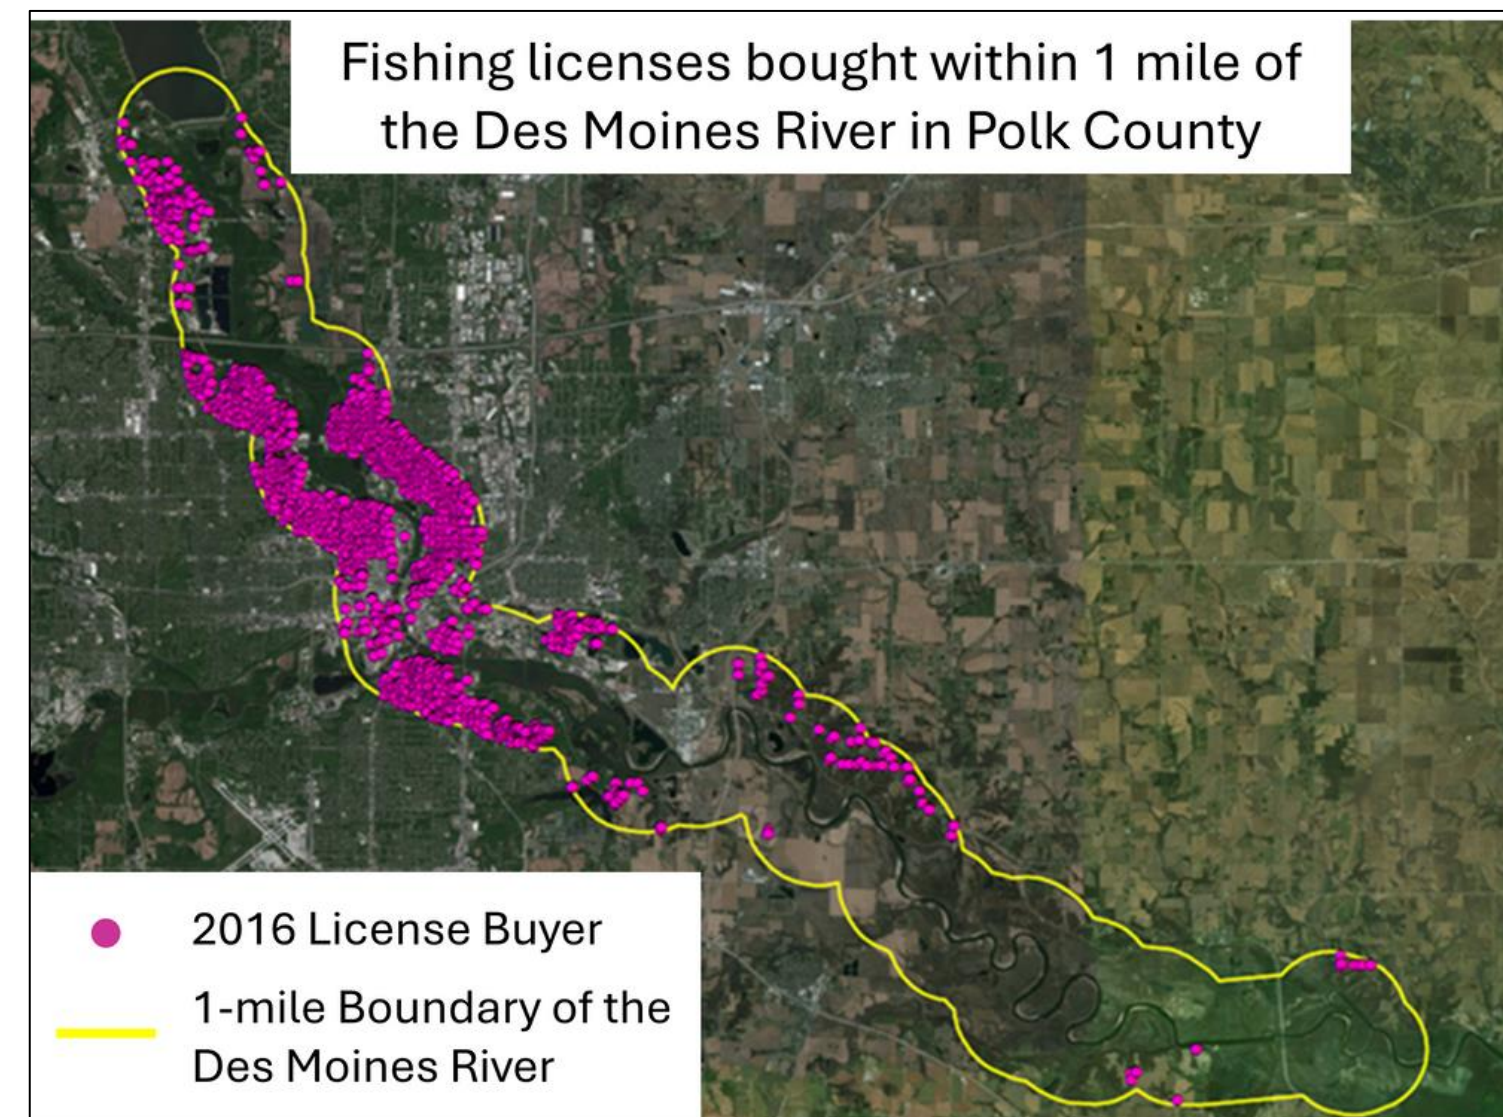 Fishing licenses bought within 1 mile of
the Des Moines River in Polk County
2016 License Buyer
1-mile Boundary of the
Des Moines River